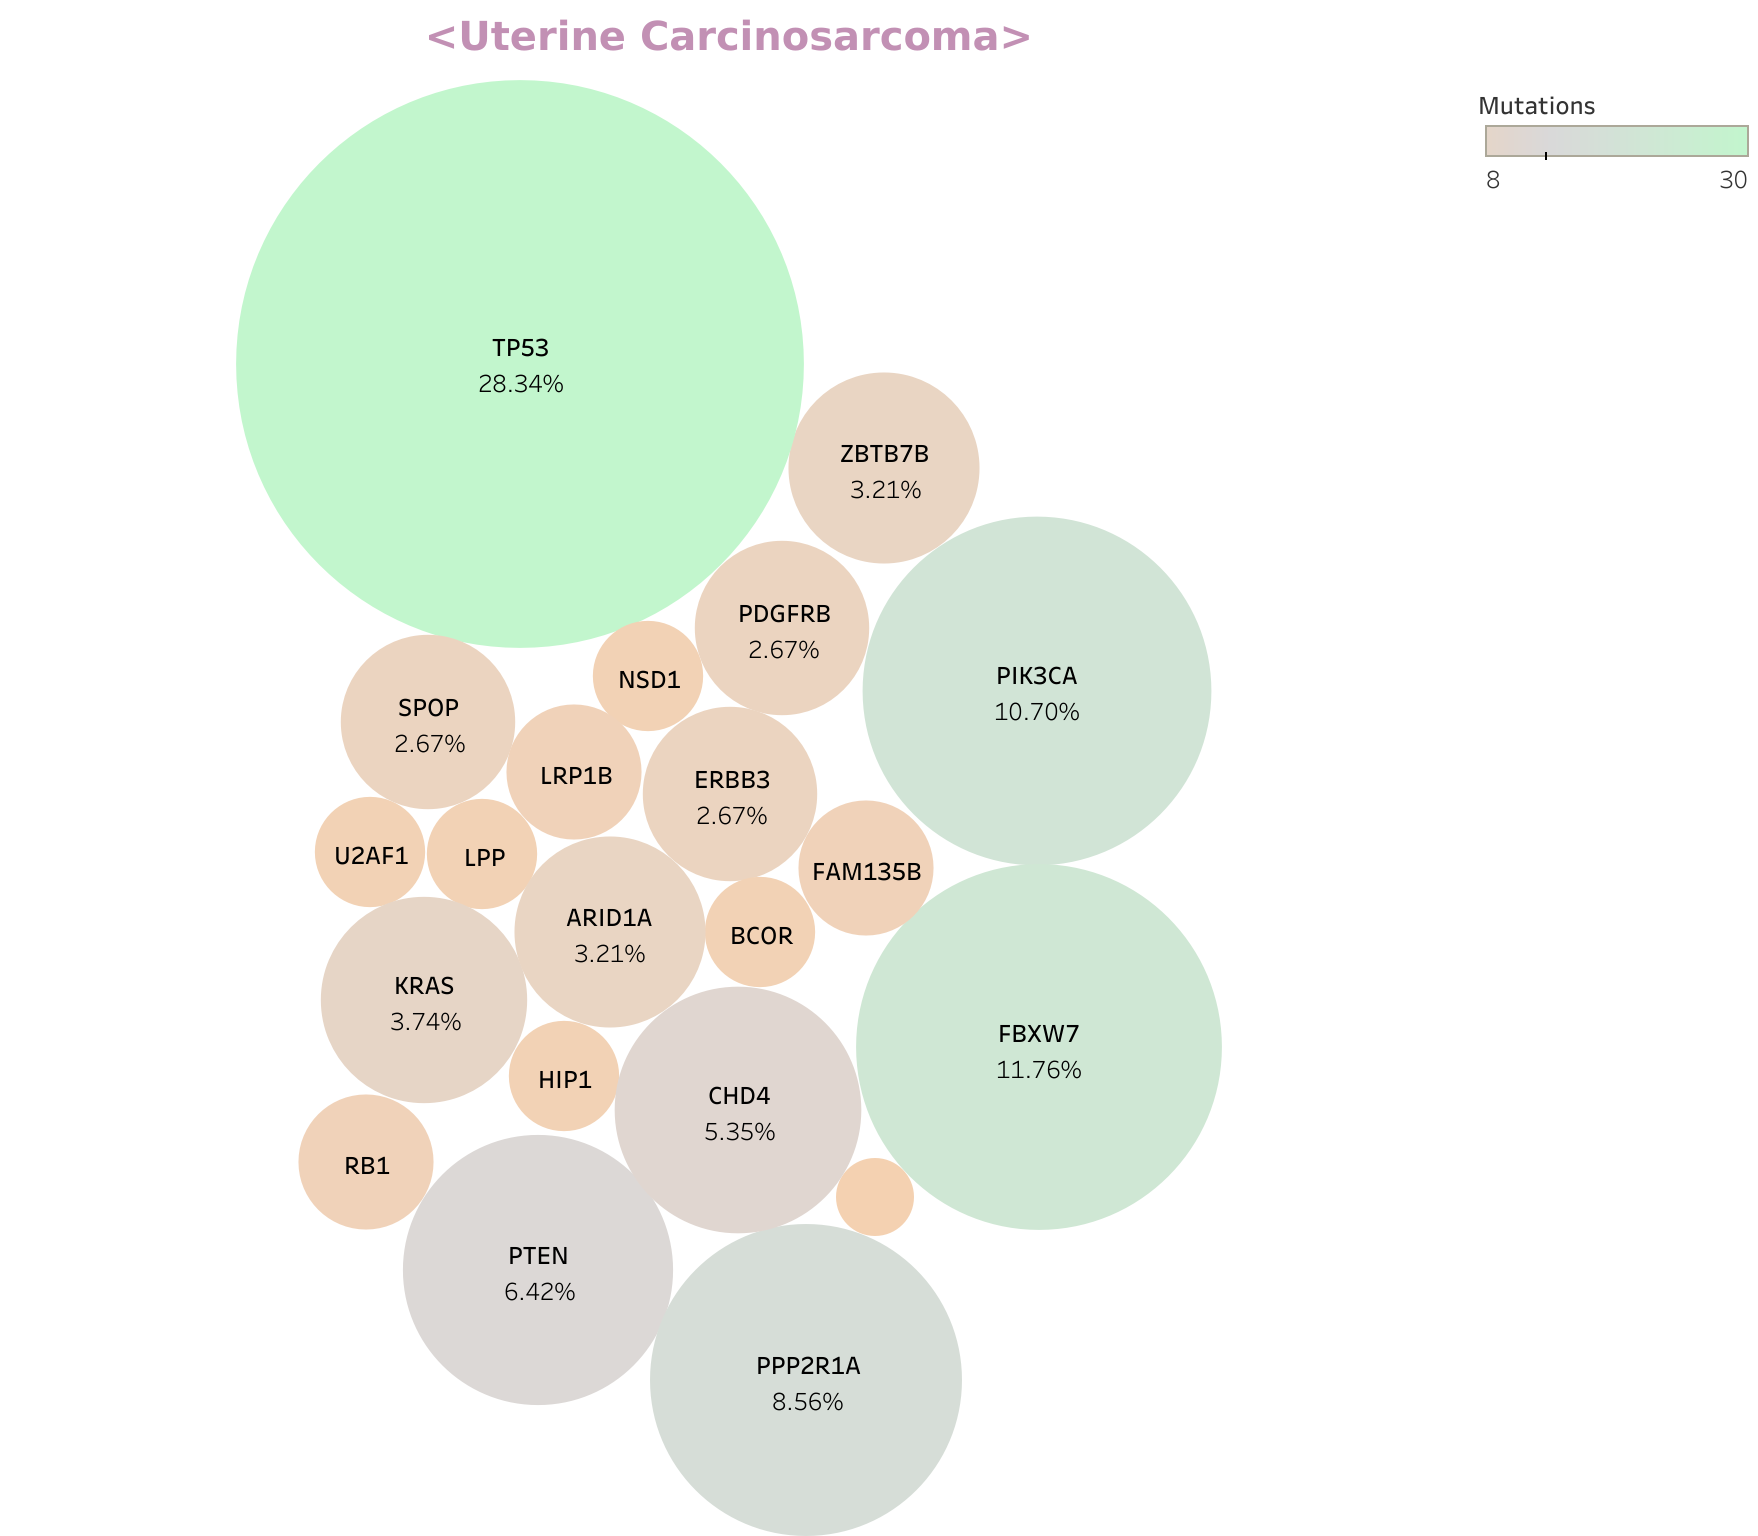 <Uterine Carcinosarcoma>
Mutations
8 30
TP53
28.34%
ZBTB7B
3.21%
PDGFRB
2.67%
NSD1
PIK3CA
10.70%
SPOP
2.67%
LRP1B
ERBB3
2.67%
U2AF1
LPP
FAM135B
ARID1A
3.21%
BCOR
KRAS
3.74%
FBXW7
11.76%
HIP1
CHD4
5.35%
RB1
PTEN
6.42%
PPP2R1A
8.56%